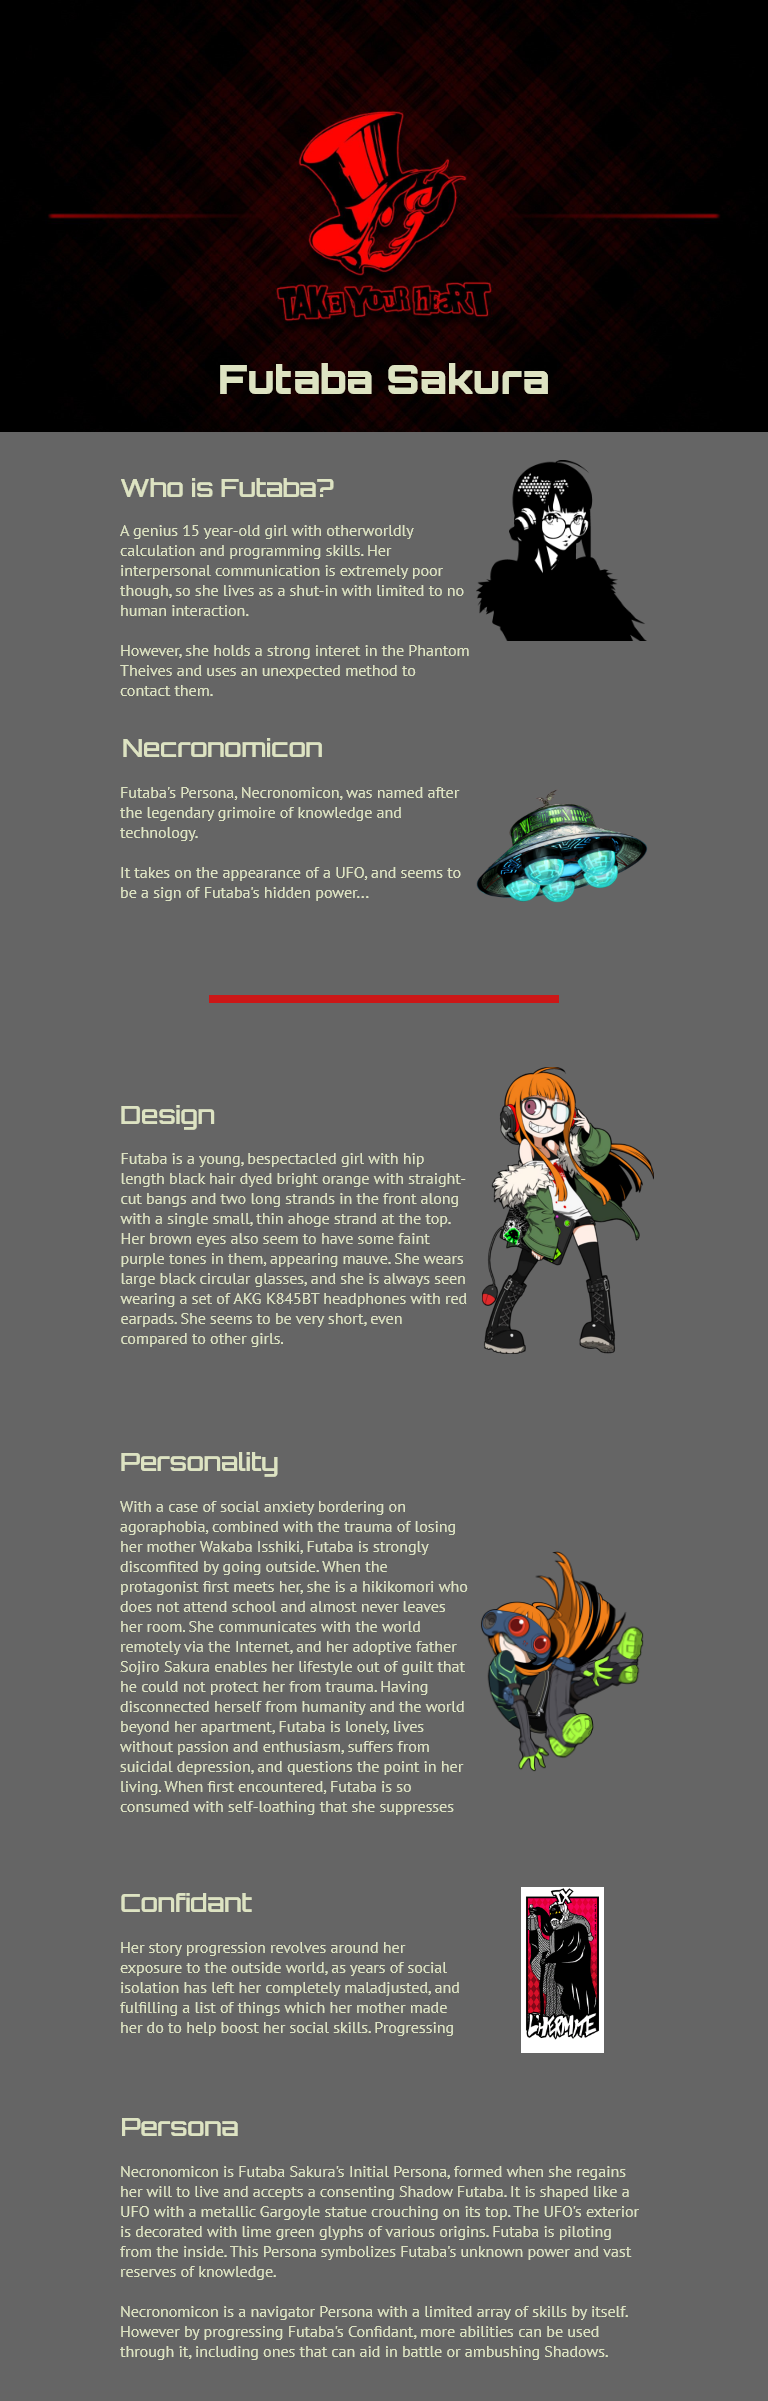 TAKE YOUR HEART
Futaba Sakura
Who is Futaba?
A genius 15 year-old girl with otherworldly
calculation and programming skills. Her
interpersonal communication is extremely poor
though, so she lives as a shut-in with limited to no
human interaction.
However, she holds a strong interet in the Phantom
Theives and uses an unexpected method to
contact them.
Necronomicon
Futaba's Persona, Necronomicon, was named after
the legendary grimoire of knowledge and
technology.
It takes on the appearance of a UFO, and seems to
be a sign of Futaba's hidden power...
Design
Futaba is a young, bespectacled girl with hip
length black hair dyed bright orange with straight-
cut bangs and two long strands in the front along
with a single small, thin ahoge strand at the top.
Her brown eyes also seem to have some faint
purple tones in them, appearing mauve. She wears
large black circular glasses, and she is always seen
wearing a set of AKG K845BT headphones with red
earpads. She seems to be very short, even
compared to other girls.
Personality
With a case of social anxiety bordering on
agoraphobia, combined with the trauma of losing
her mother Wakaba Isshiki, Futaba is strongly
discomfited by going outside. When the
protagonist first meets her, she is a hikikomori who
does not attend school and almost never leaves
her room. She communicates with the world
remotely via the Internet, and her adoptive father
Sojiro Sakura enables her lifestyle out of guilt that
he could not protect her from trauma. Having
disconnected herself from humanity and the world
beyond her apartment, Futaba is lonely, lives
without passion and enthusiasm, suffers from
suicidal depression, and questions the point in her
living. When first encountered, Futaba is so
consumed with self-loathing that she suppresses
Confidant
Her story progression revolves around her
exposure to the outside world, as years of social
isolation has left her completely maladjusted, and
fulfilling a list of things which her mother made
her do to help boost her social skills. Progressing
IX
L'HERMITE
Persona
Necronomicon is Futaba Sakura's Initial Persona, formed when she regains
her will to live and accepts a consenting Shadow Futaba. It is shaped like a
UFO with a metallic Gargoyle statue crouching on its top. The UFO's exterior
is decorated with lime green glyphs of various origins. Futaba is piloting
from the inside. This Persona symbolizes Futaba's unknown power and vast
reserves of knowledge.
Necronomicon is a navigator Persona with a limited array of skills by itself.
However by progressing Futaba's Confidant, more abilities can be used
through it, including ones that can aid in battle or ambushing Shadows.